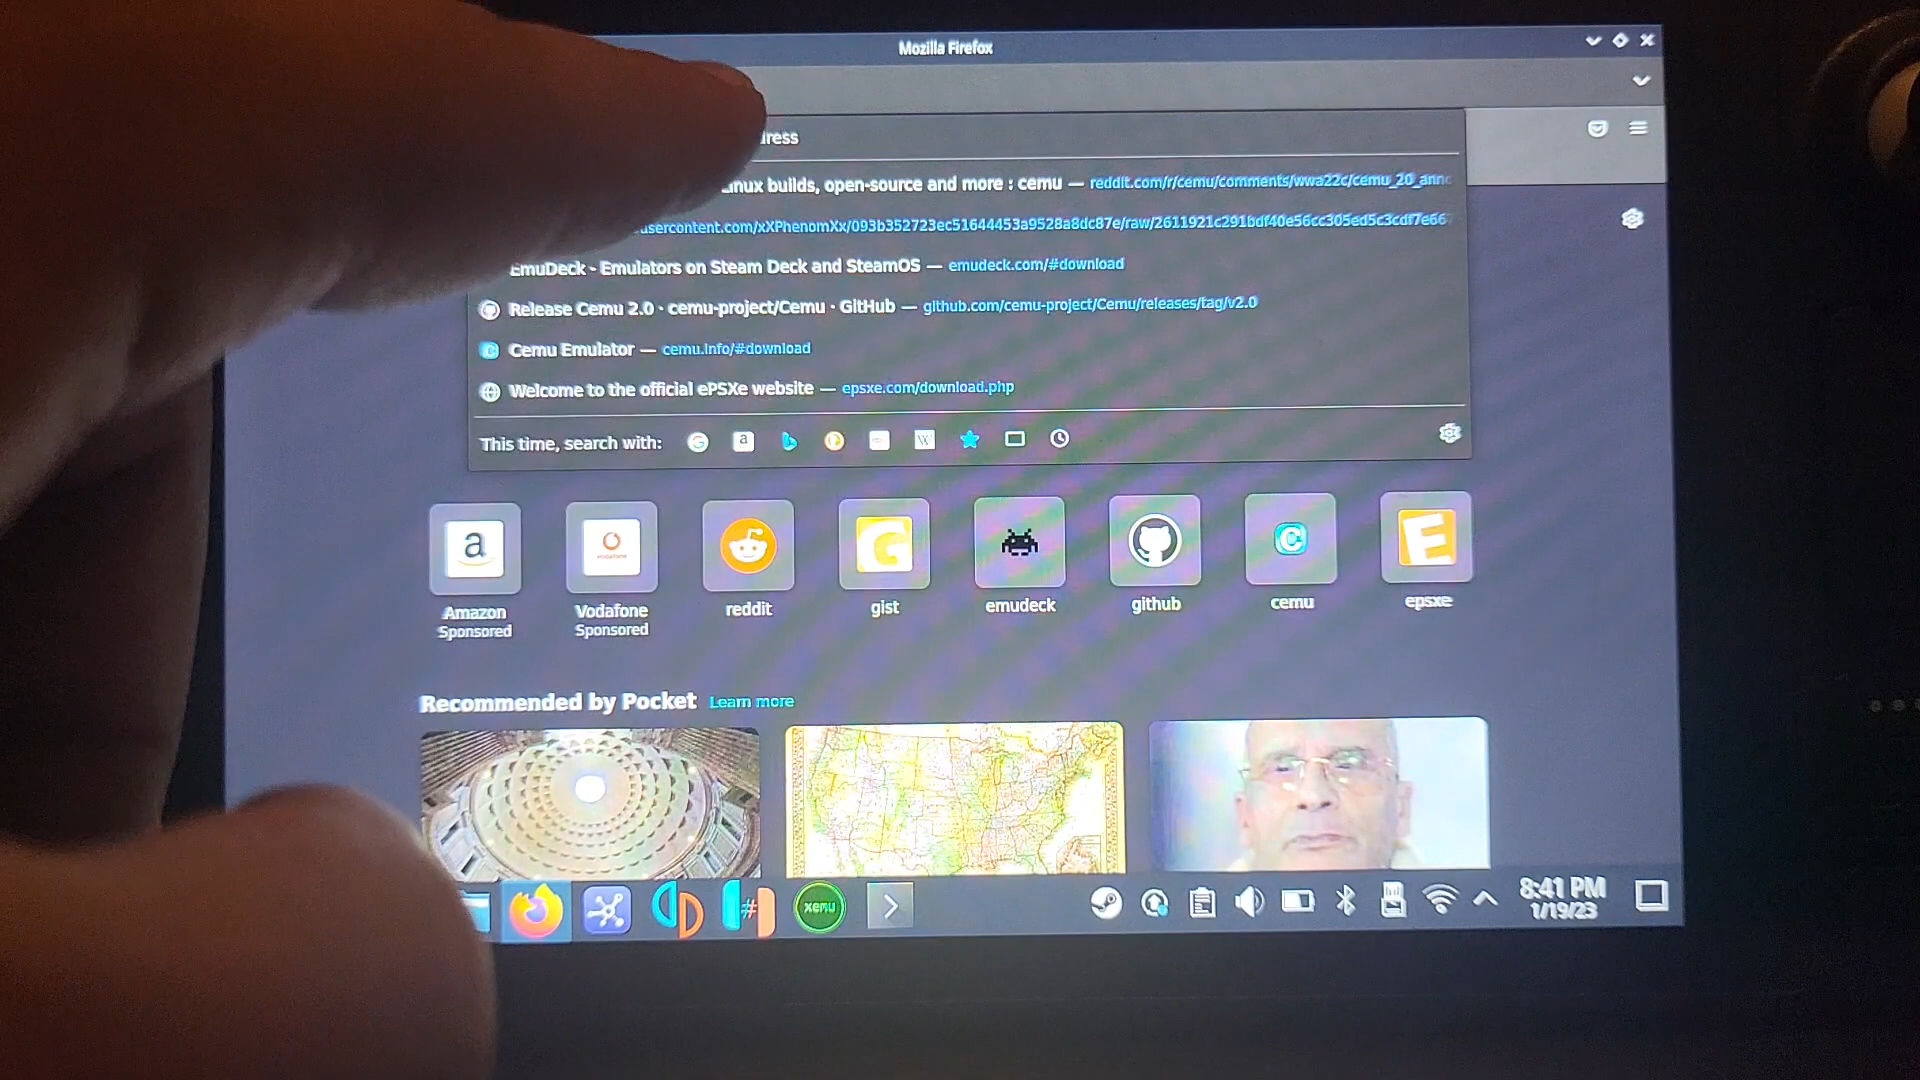 Mozilla Firefox
builds, open-source and more : cemu — reddit.com/r/cemu/comments/wwa22c/cemu_20_ann
usercontent.com/xXPhenomXx/093b352723ec51644453a9528a8dc87e/raw/2611921c291bdf40e56cc305ed5c3cdf7e66
EmuDeck - Emulators on Steam Deck and SteamOS — emudeck.com/#download
Release Cemu 2.0 · cemu-project/Cemu · GitHub — github.com/cemu-project/Cemu/releases/tag/v2.0
Cemu Emulator — cemu.info/#download
Welcome to the official ePSXe website — epsxe.com/download.php
This time, search with:
Amazon
Sponsored
Vodafone
Sponsored
reddit
gist
emudeck
github
cemu
epsxe
Recommended by Pocket Learn more
xemu
8:41 PM
1/19/23